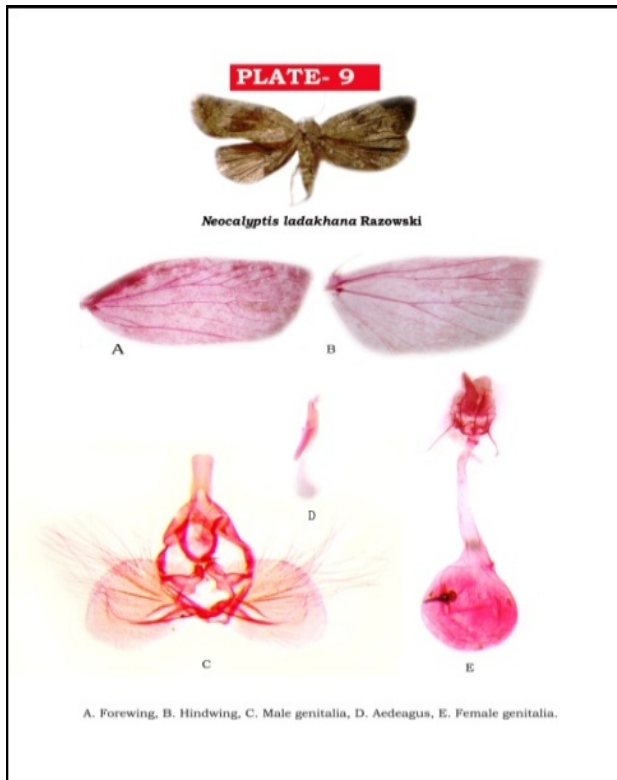 PLATE- 9
Neocalyptis ladakhana Razowski
A
B
D
C
E
A. Forewing, B. Hindwing, C. Male genitalia, D. Aedeagus, E. Female genitalia.